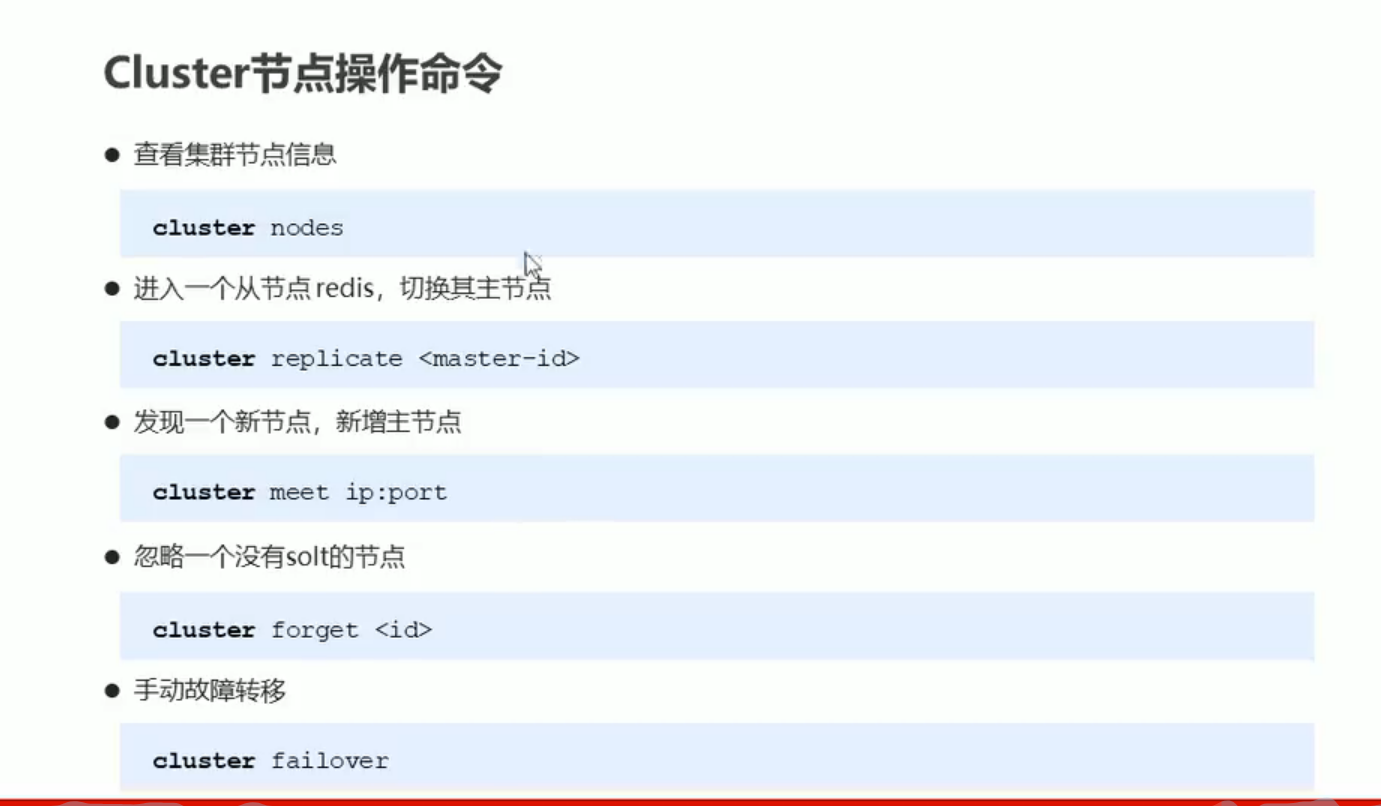 Cluster节点操作命令
● 查看集群节点信息
cluster nodes
● 进入一个从节点redis，切换其主节点
cluster replicate <master-id>
● 发现一个新节点，新增主节点
cluster meet ip:port
● 忽略一个没有solt的节点
cluster forget <id>
● 手动故障转移
cluster failover